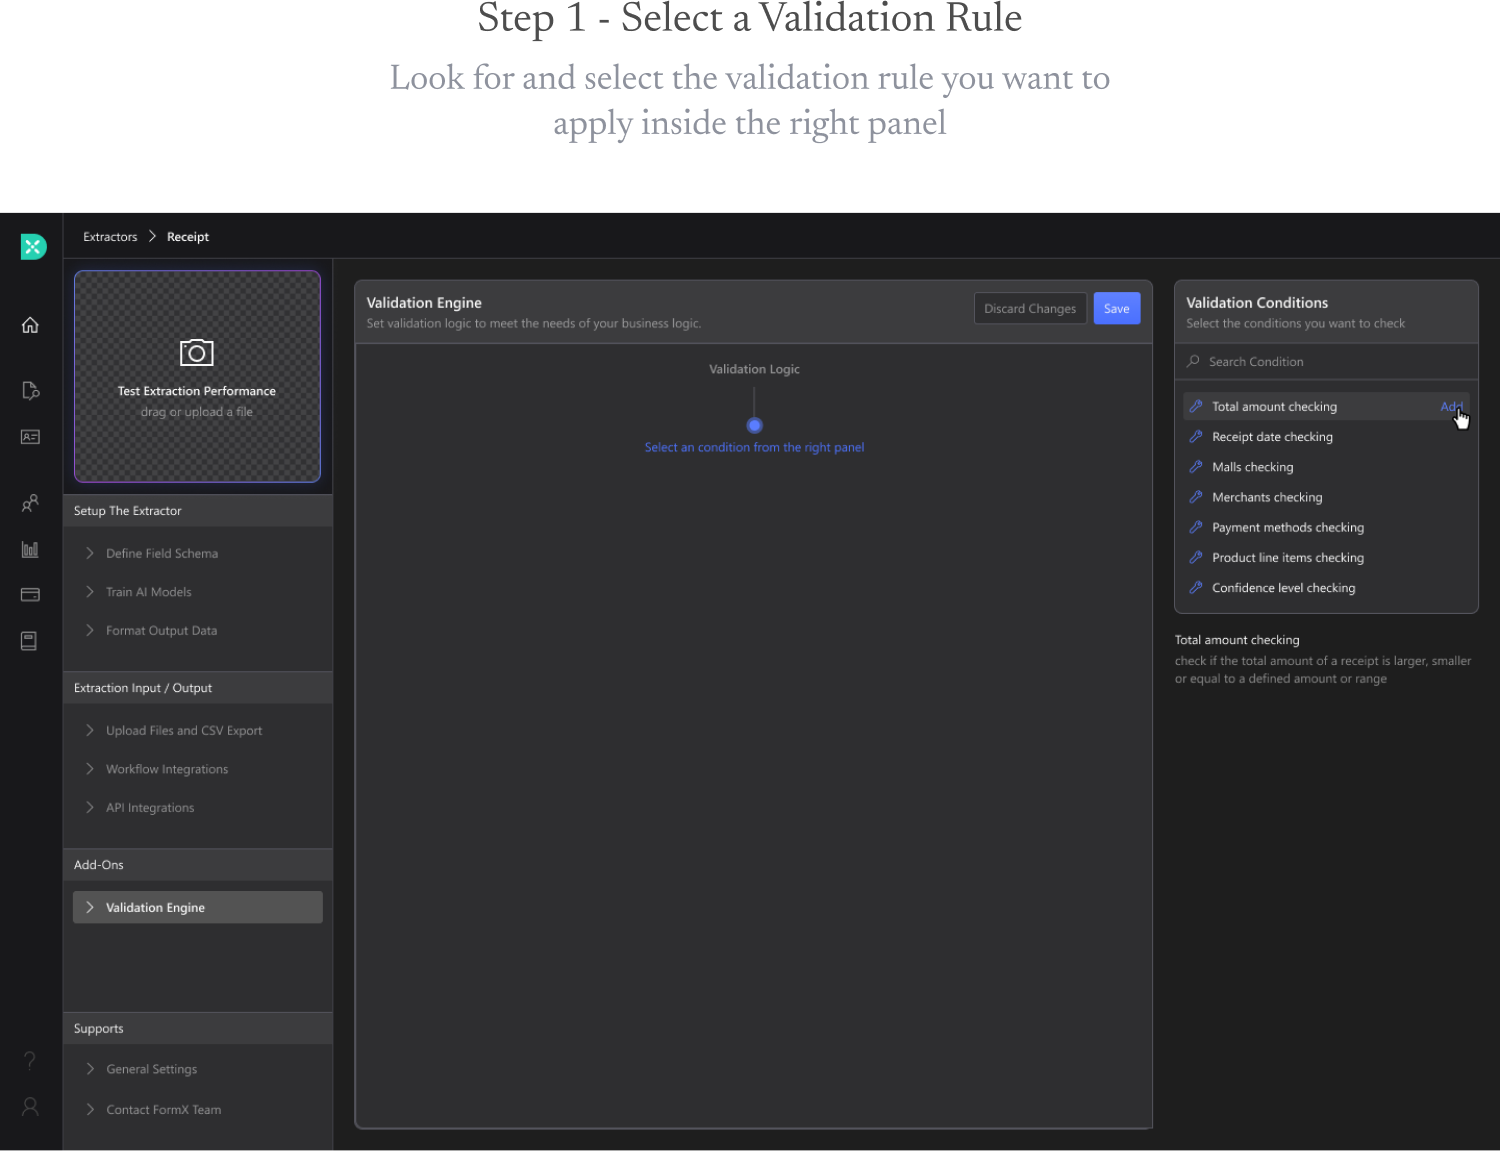 Step 1 - Select a Validation Rule
Look for and select the validation rule you want to
apply inside the right panel
Extractors
Receipt
Test Extraction Performance
drag or upload a file
Setup The Extractor
Define Field Schema
Train AI Models
Format Output Data
Extraction Input / Output
Upload Files and CSV Export
Workflow Integrations
API Integrations
Add-Ons
Validation Engine
Supports
General Settings
Contact FormX Team
Validation Engine
Set validation logic to meet the needs of your business logic.
Discard Changes
Save
Validation Logic
Select an condition from the right panel
Validation Conditions
Select the conditions you want to check
Search Condition
Total amount checking
Add
Receipt date checking
Malls checking
Merchants checking
Payment methods checking
Product line items checking
Confidence level checking
Total amount checking
check if the total amount of a receipt is larger, smaller
or equal to a defined amount or range